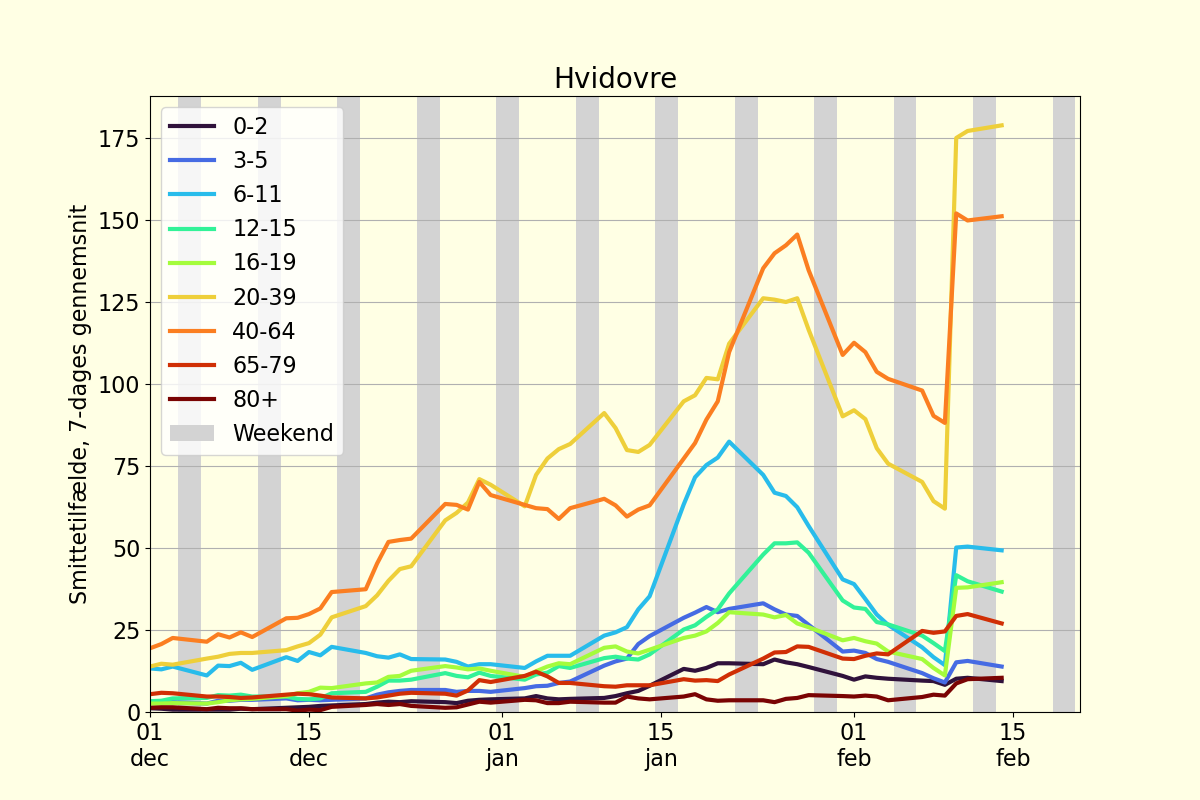 Hvidovre
Smittetilfælde, 7-dages gennemsnit
175
150
125
100
75
50
25
0
0-2
3-5
6-11
12-15
16-19
20-39
40-64
65-79
80+
Weekend
01
dec
15
dec
01
jan
15
jan
01
feb
15
feb